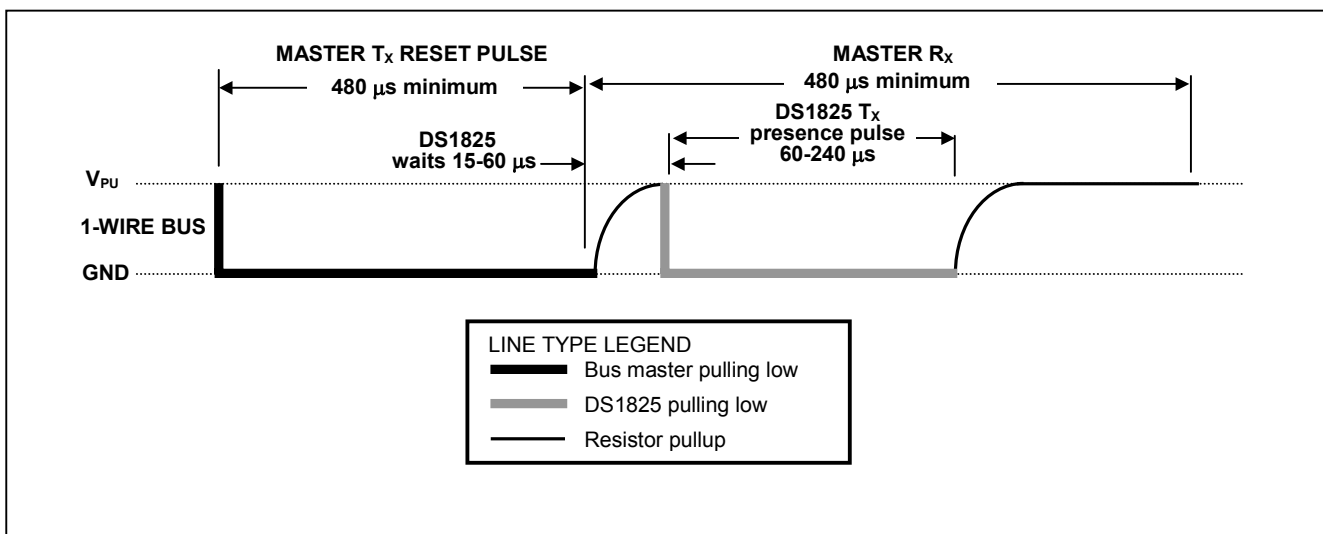 MASTER TX RESET PULSE
480 μs minimum
MASTER RX
480 μs minimum
DS1825
waits 15-60 μs
DS1825 TX
presence pulse
60-240 μs
VPU
1-WIRE BUS
GND
LINE TYPE LEGEND
Bus master pulling low
DS1825 pulling low
Resistor pullup